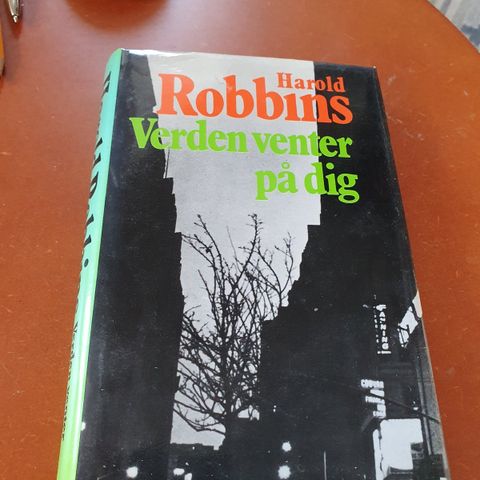 Harold
Robbins
Verden venter
på dig